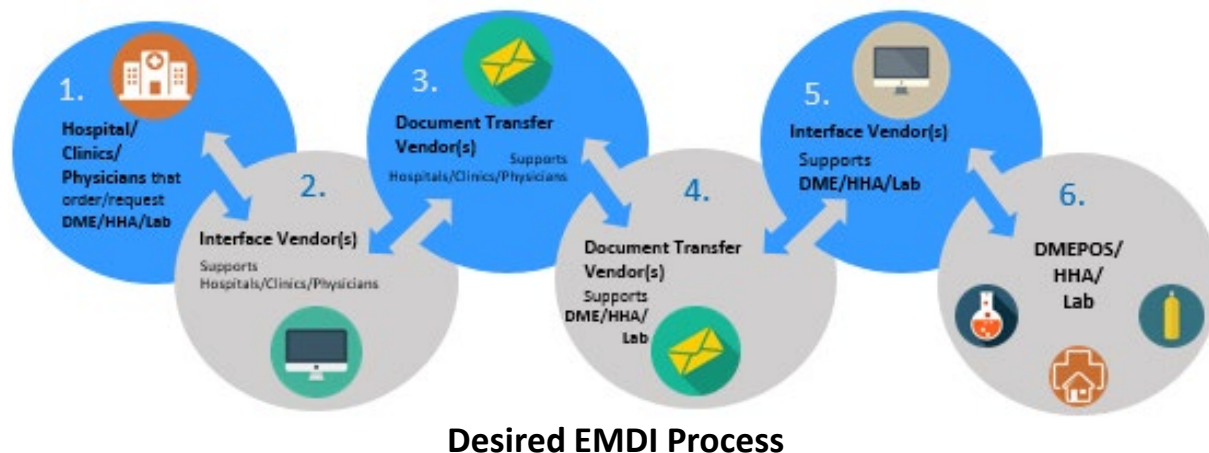 1.
Hospital/
Clinics/
Physicians that
order/request
DME/HHA/Lab
2.
Interface Vendor(s)
Supports
Hospitals/Clinics/Physicians
3.
Document Transfer
Vendor(s)
Supports
Hospitals/Clinics/Physicians
4.
Document Transfer
Vendor(s)
Supports
DME/HHA/
Lab
5.
Interface Vendor(s)
Supports
DME/HHA/Lab
6.
DMEPOS/
HHA/
Lab
Desired EMDI Process